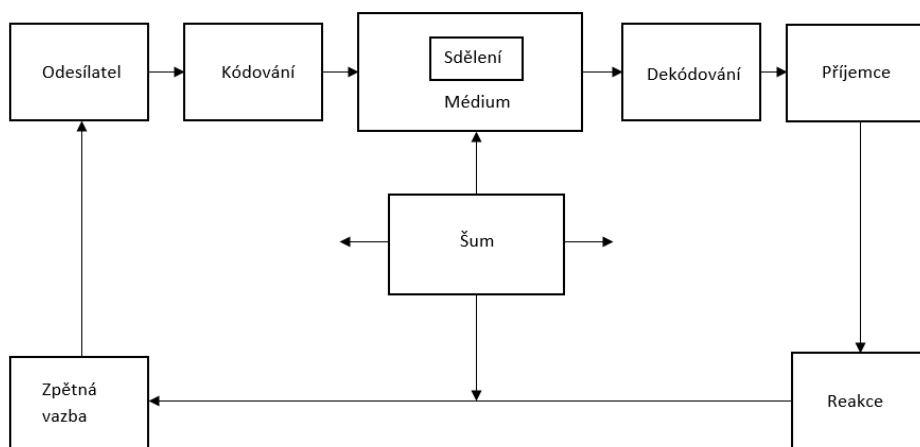 Odesílatel
Kódování
Sdělení
Médium
Dekódování
Příjemce
Šum
Zpětná
vazba
Reakce